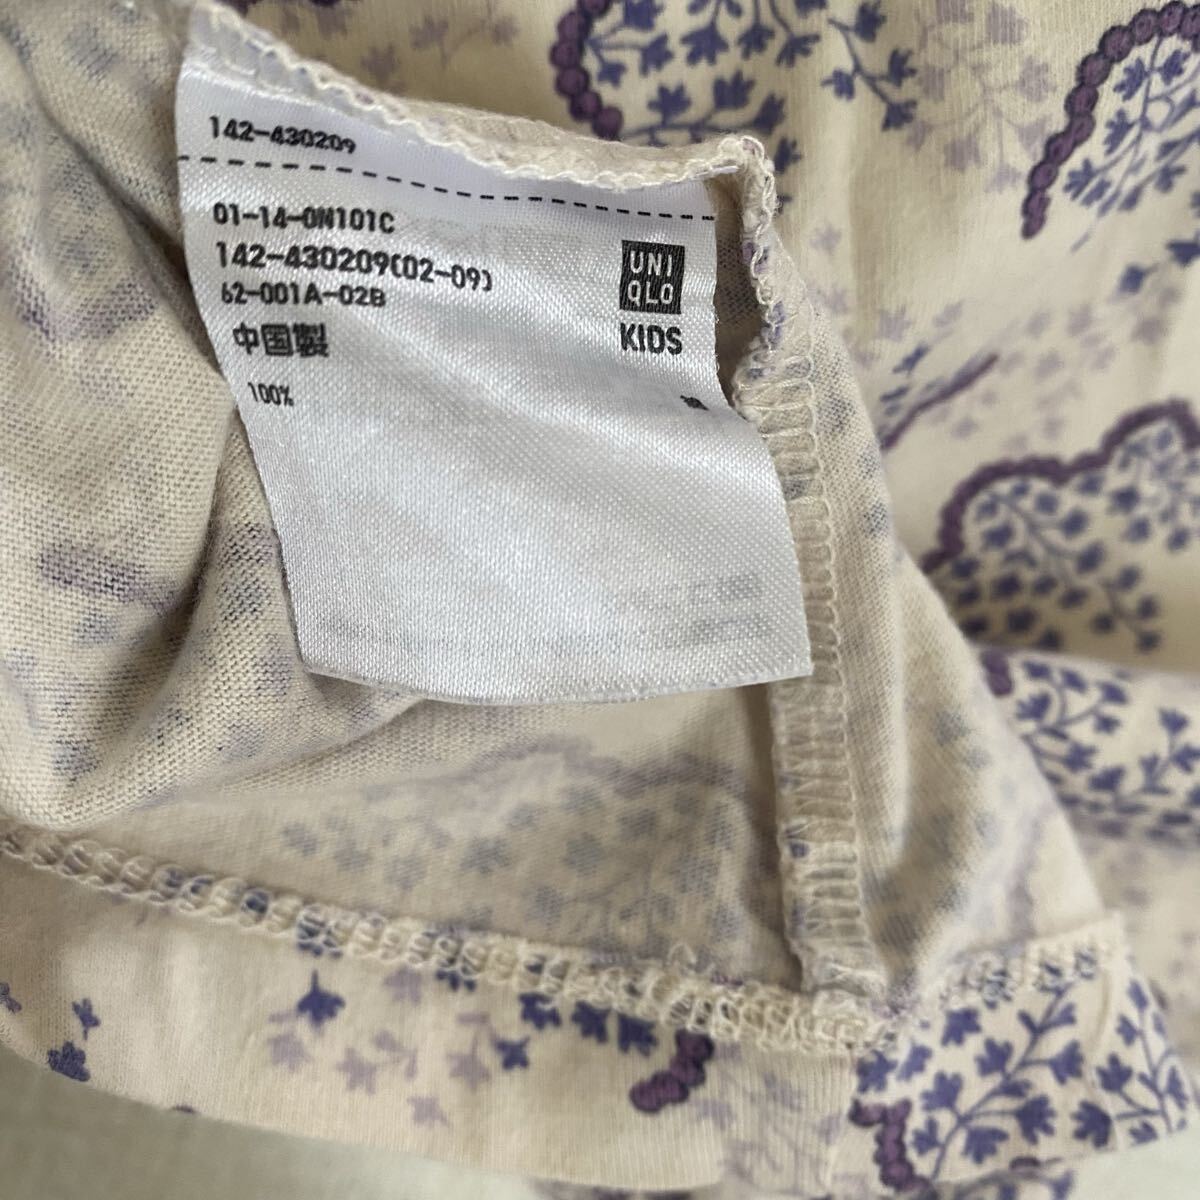 142-430209
01-14-0N101C
142-430209(02-09)
62-001A-02B
中国製
100%
UNI
QLO
KIDS